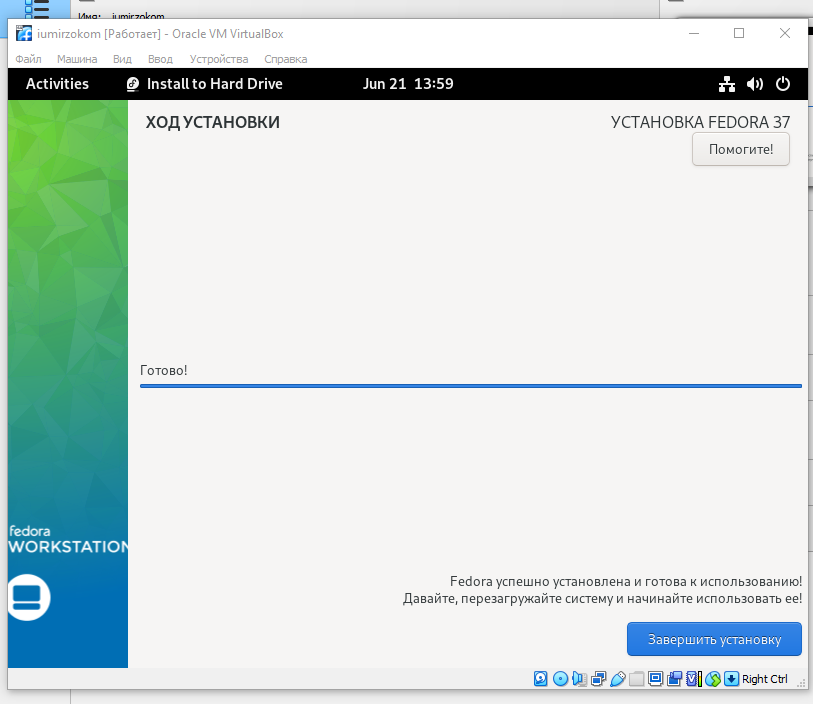 Имя: iumirzokom
iumirzokom [Работает] - Oracle VM VirtualBox
Файл Машина Вид Ввод Устройства Справка
Activities Install to Hard Drive Jun 21 13:59
ХОД УСТАНОВКИ УСТАНОВКА FEDORA 37
Помогите!
Готово!
fedora
WORKSTATION
Fedora успешно установлена и готова к использованию!
Давайте, перезагружайте систему и начинайте использовать ее!
Завершить установку
Right Ctrl